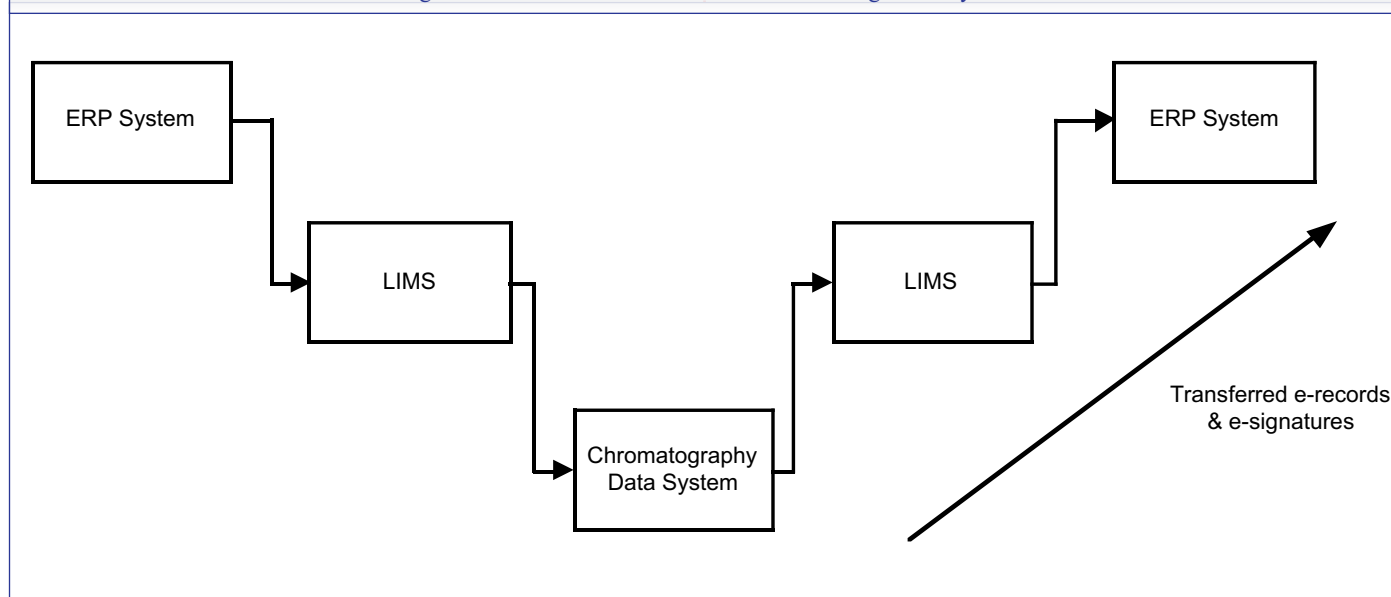 ERP System
ERP System
LIMS
LIMS
Chromatography
Data System
Transferred e-records
& e-signatures